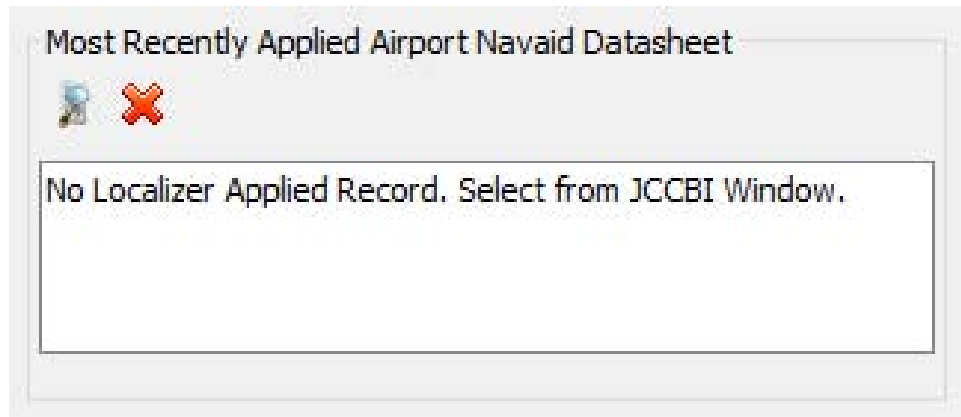 Most Recently Applied Airport Navaid Datasheet
No Localizer Applied Record. Select from JCCBI Window.